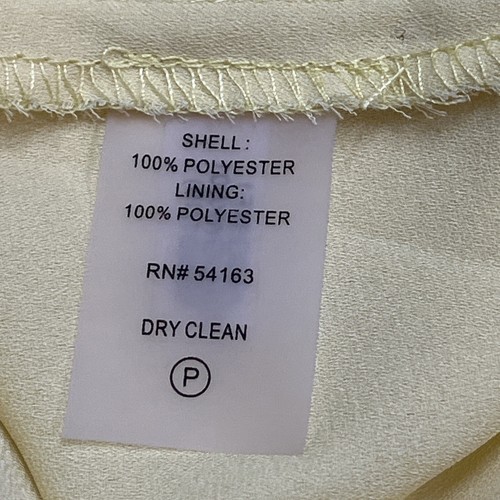 SHELL:
100% POLYESTER
LINING:
100% POLYESTER
RN# 54163
DRY CLEAN
P